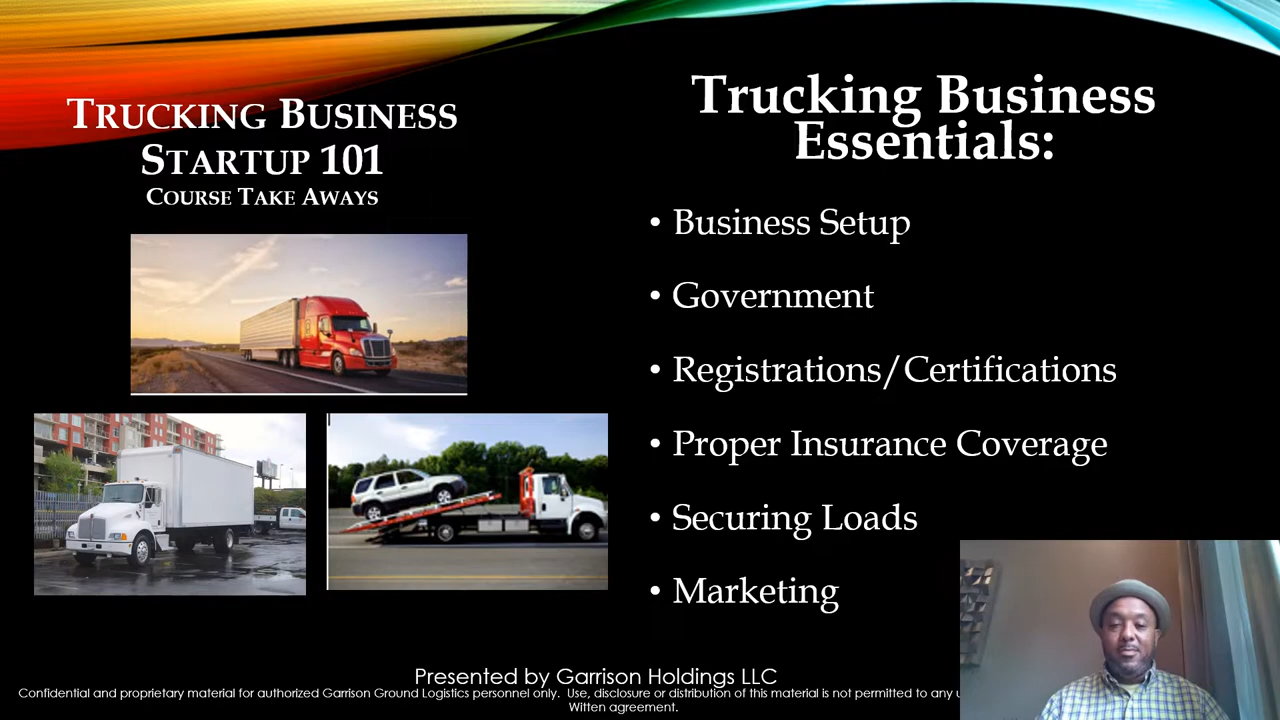 Trucking Business
Startup 101
Course Take Aways
Trucking Business
Essentials:
• Business Setup
• Government
• Registrations/Certifications
• Proper Insurance Coverage
• Securing Loads
• Marketing
Presented by Garrison Holdings LLC
Confidential and proprietary material for authorized Garrison Ground Logistics personnel only. Use, disclosure or distribution of this material is not permitted to any
Witten agreement.